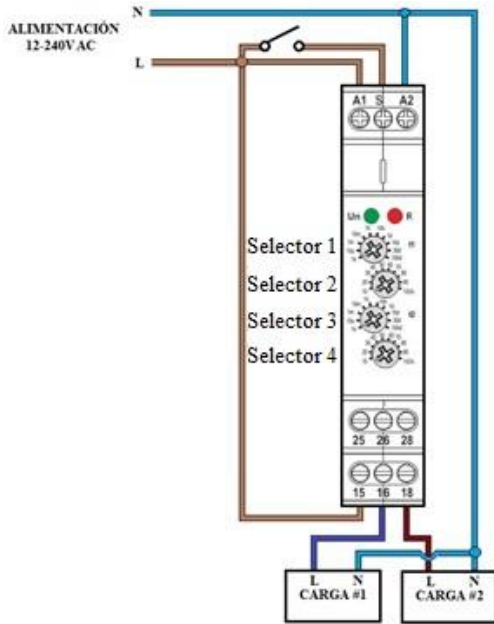 N
ALIMENTACIÓN
12-240V AC
L
A1 S A2
Un R
Selector 1
Selector 2
Selector 3
Selector 4
25 26 28
15 16 18
L N
CARGA #1
L N
CARGA #2